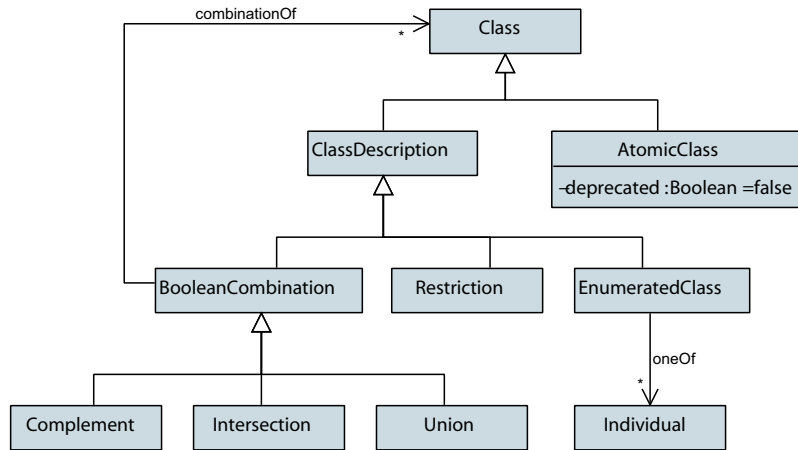 combinationOf
*
Class
ClassDescription
AtomicClass
-deprecated :Boolean =false
BooleanCombination
Restriction
EnumeratedClass
oneOf
*
Complement
Intersection
Union
Individual